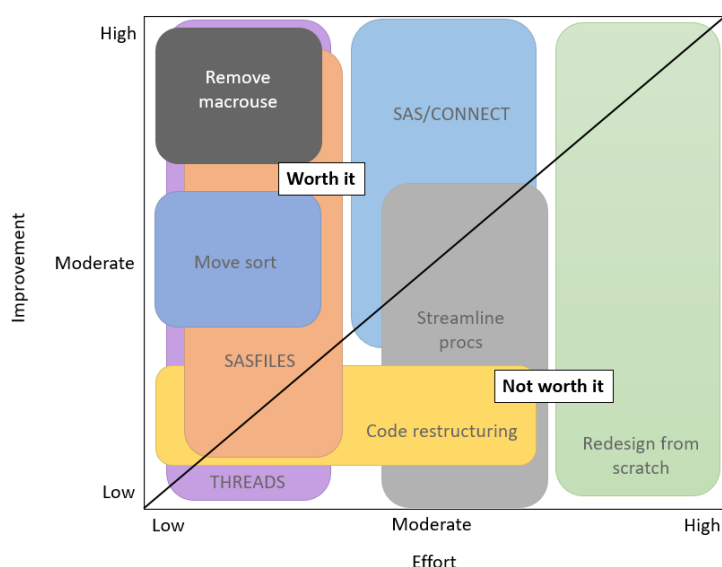 High
Remove
macrouse
SAS/CONNECT
Worth it
Improvement
Moderate
Move sort
Streamline
procs
SASFILES
Not worth it
Code restructuring
Redesign from
scratch
THREADS
Low
Low
Moderate
High
Effort